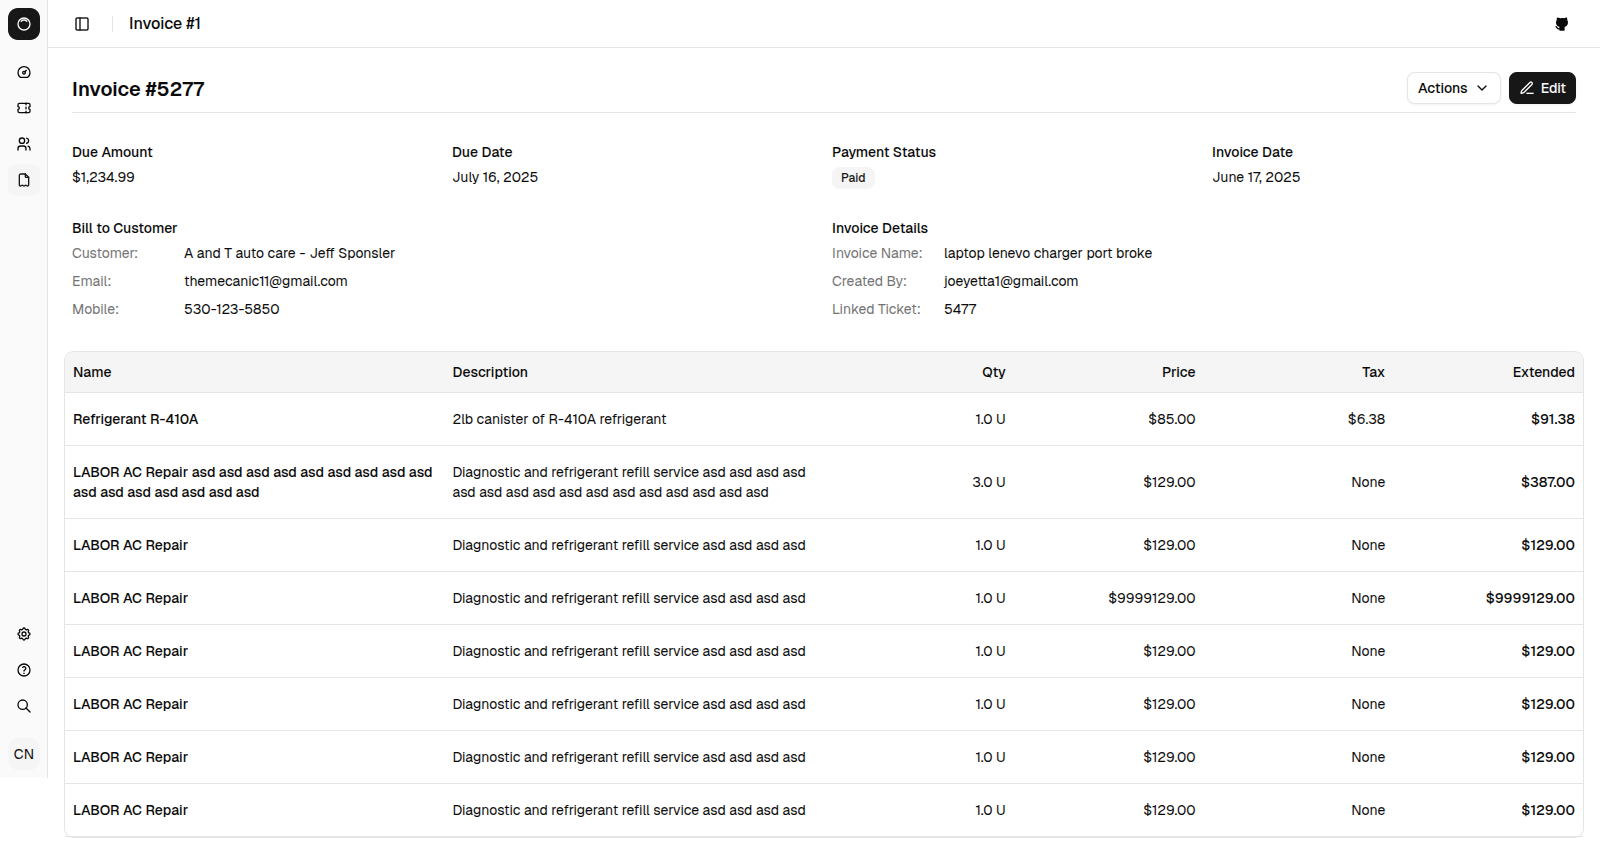 Invoice #1
Invoice #5277
Actions
Edit
Due Amount
$1,234.99
Due Date
July 16, 2025
Payment Status
Paid
Invoice Date
June 17, 2025
Bill to Customer
Customer: A and T auto care - Jeff Sponsler
Email: themecanic11@gmail.com
Mobile: 530-123-5850
Invoice Details
Invoice Name: laptop lenevo charger port broke
Created By: joeyetta1@gmail.com
Linked Ticket: 5477
Name Description Qty Price Tax Extended
Refrigerant R-410A 2lb canister of R-410A refrigerant 1.0 U $85.00 $6.38 $91.38
LABOR AC Repair asd asd asd asd asd asd asd asd asd
asd asd asd asd asd asd asd
Diagnostic and refrigerant refill service asd asd asd asd
asd asd asd asd asd asd asd asd asd asd asd asd
3.0 U $129.00 None $387.00
LABOR AC Repair Diagnostic and refrigerant refill service asd asd asd asd 1.0 U $129.00 None $129.00
LABOR AC Repair Diagnostic and refrigerant refill service asd asd asd asd 1.0 U $9999129.00 None $9999129.00
LABOR AC Repair Diagnostic and refrigerant refill service asd asd asd asd 1.0 U $129.00 None $129.00
LABOR AC Repair Diagnostic and refrigerant refill service asd asd asd asd 1.0 U $129.00 None $129.00
LABOR AC Repair Diagnostic and refrigerant refill service asd asd asd asd 1.0 U $129.00 None $129.00
LABOR AC Repair Diagnostic and refrigerant refill service asd asd asd asd 1.0 U $129.00 None $129.00
CN